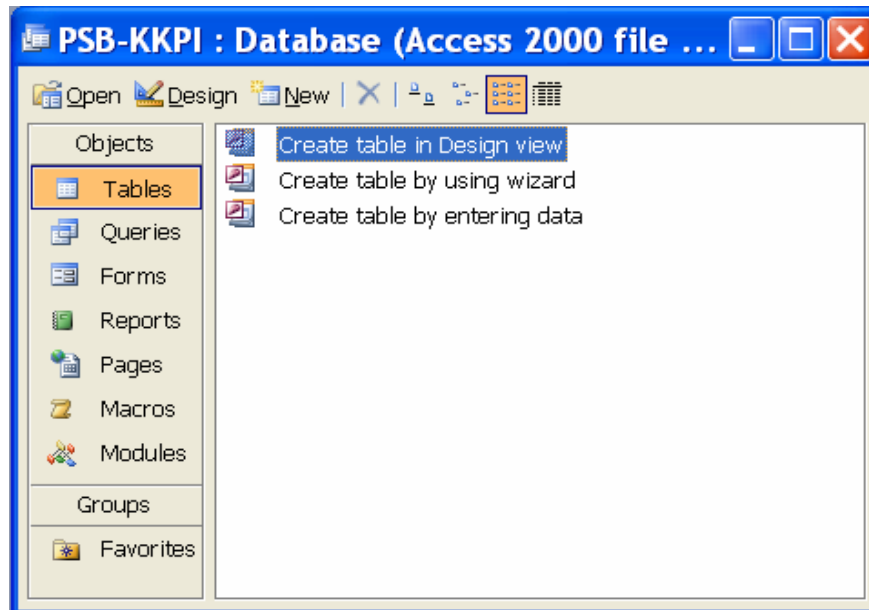 PSB-KKPI : Database (Access 2000 file ...
Open Design New
Objects
Tables
Queries
Forms
Reports
Pages
Macros
Modules
Groups
Favorites
Create table in Design view
Create table by using wizard
Create table by entering data